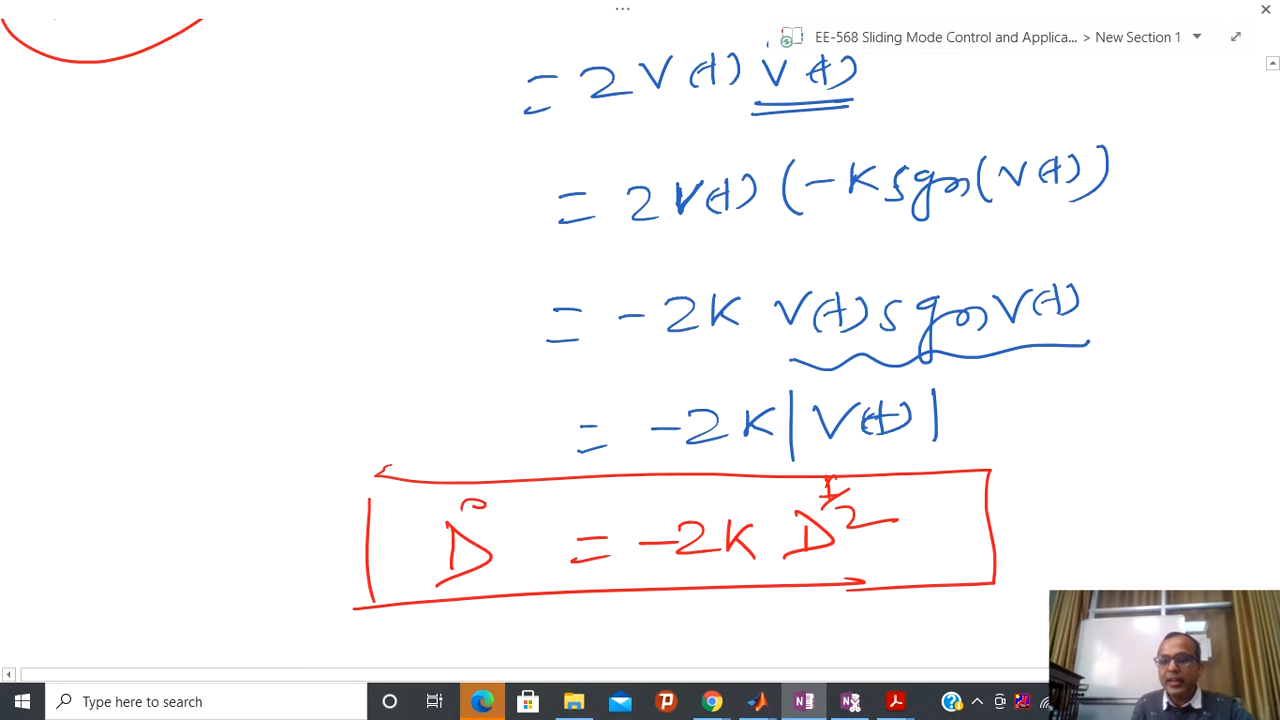 EE-568 Sliding Mode Control and Applica... > New Section 1
= 2 V(t) V̇(t)
= 2V(t) (-K sgn(V(t))
= -2K V(t) sgn V(t)
= -2K |V(t)|
Ḋ = -2K D^{1/2}
Type here to search